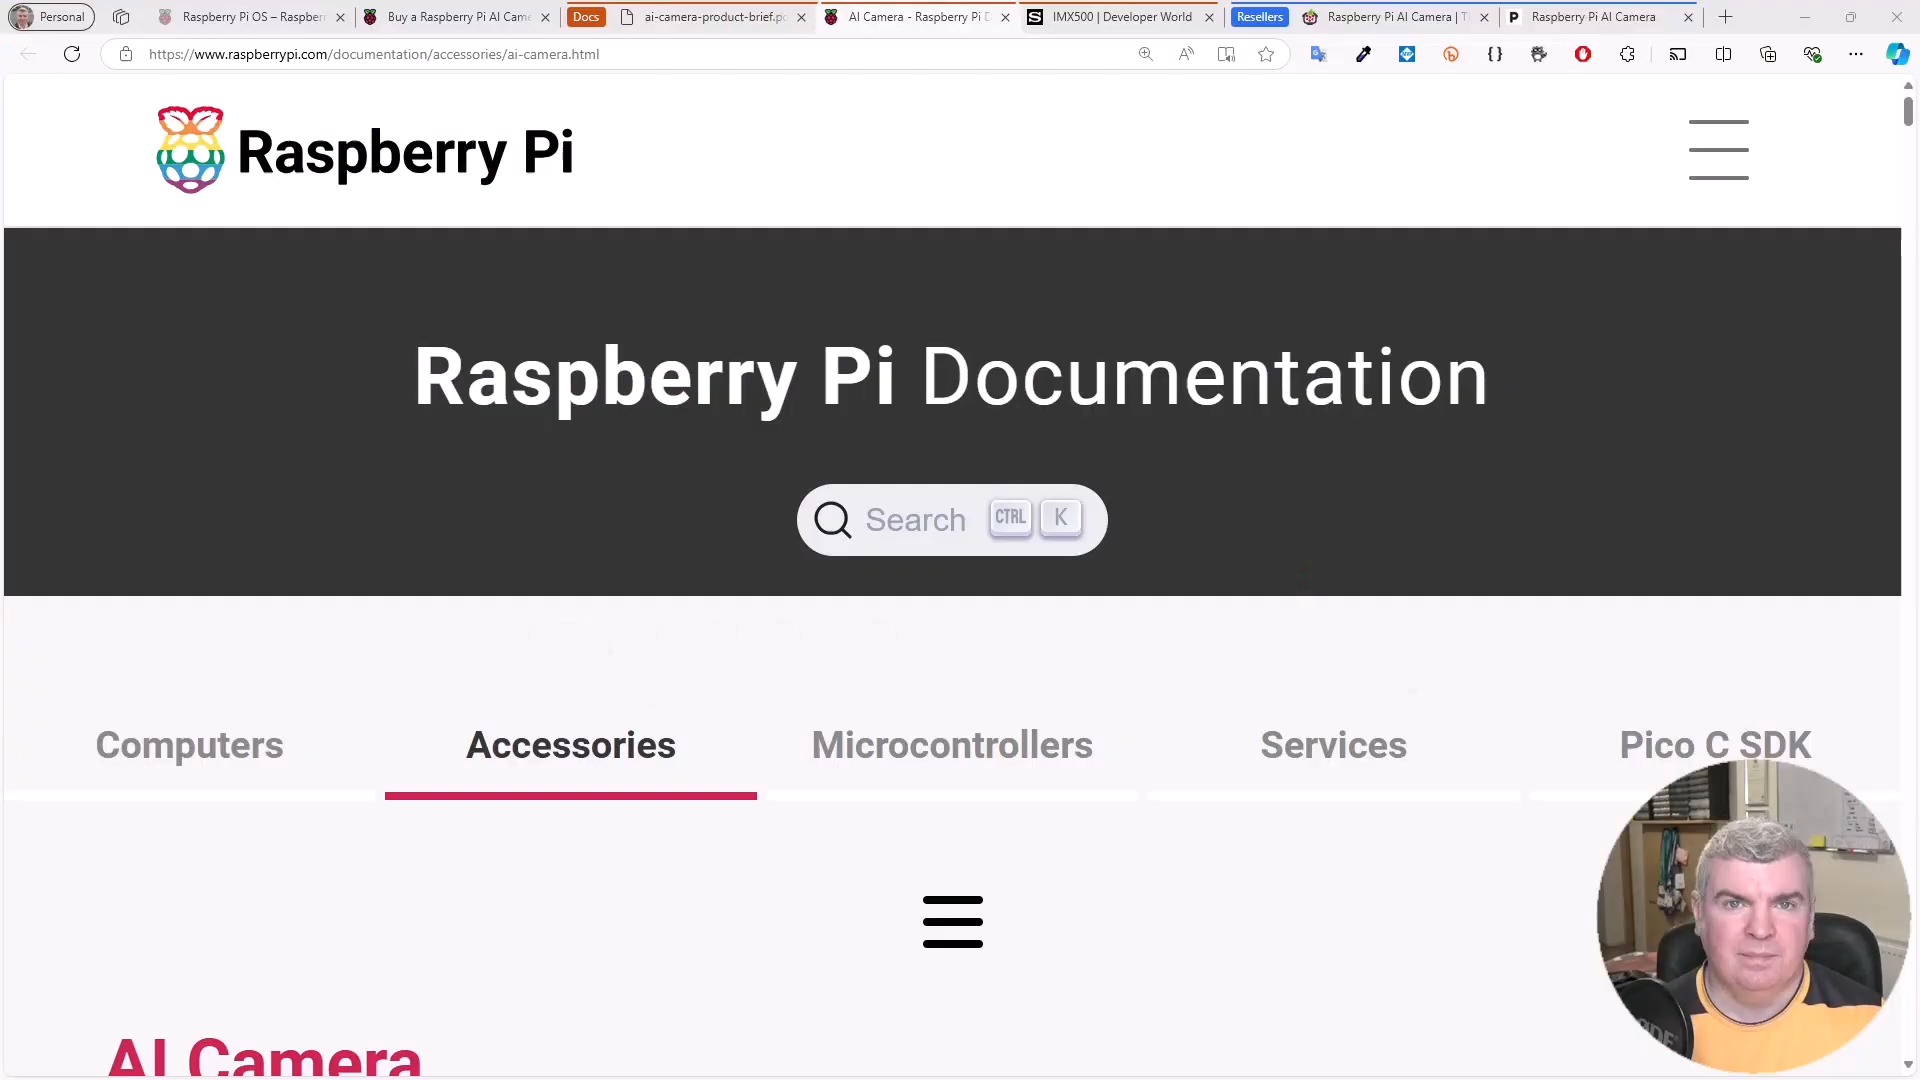 Personal
Raspberry Pi OS – Raspber
Buy a Raspberry Pi AI Came
Docs
ai-camera-product-brief.p
AI Camera - Raspberry Pi D
IMX500 | Developer World
Resellers
Raspberry Pi AI Camera | T
Raspberry Pi AI Camera
https://www.raspberrypi.com/documentation/accessories/ai-camera.html
Raspberry Pi
Raspberry Pi Documentation
Search CTRL K
Computers
Accessories
Microcontrollers
Services
Pico C SDK
AI Camera